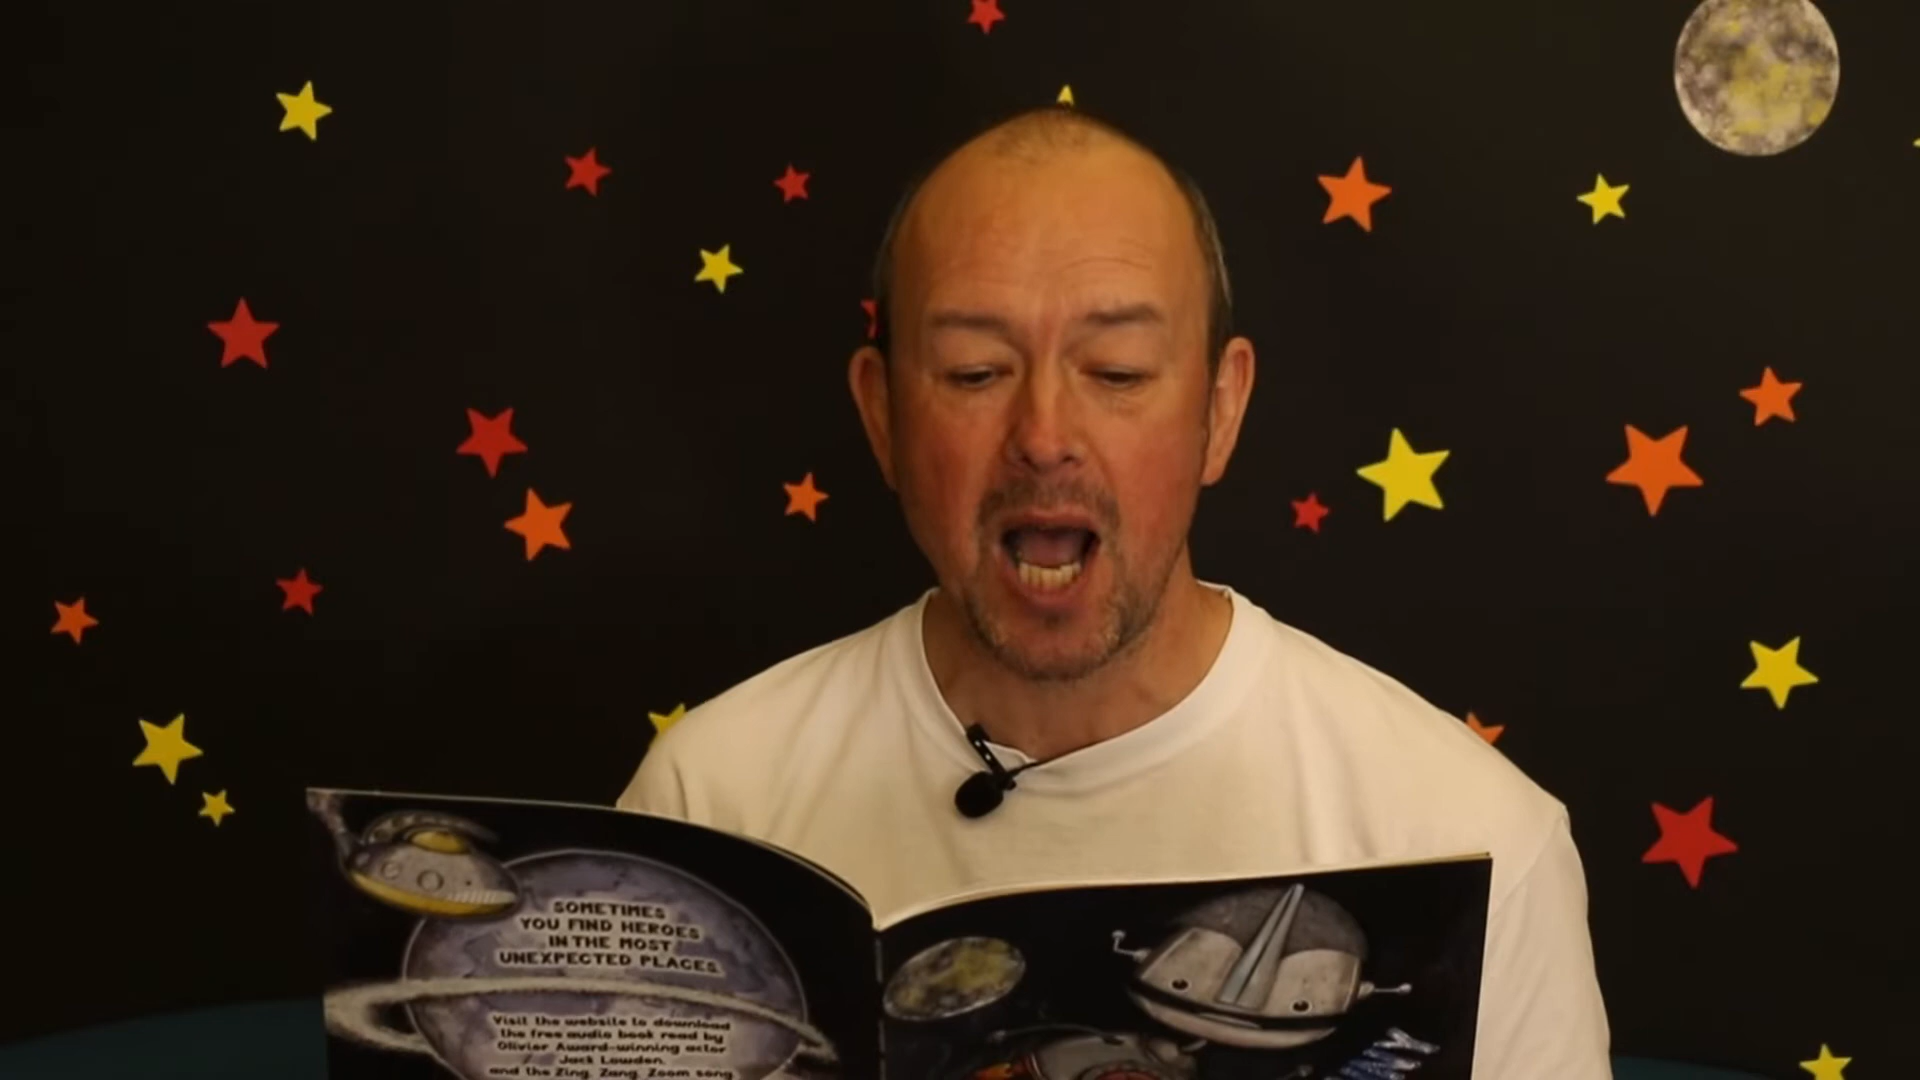 SOMETIMES
YOU FIND HEROES
IN THE MOST
UNEXPECTED PLACES.
Visit the website to download
the free audio book read by
Olivier Award-winning actor
Jack Lowden,
and the Zing, Zang, Zoom song